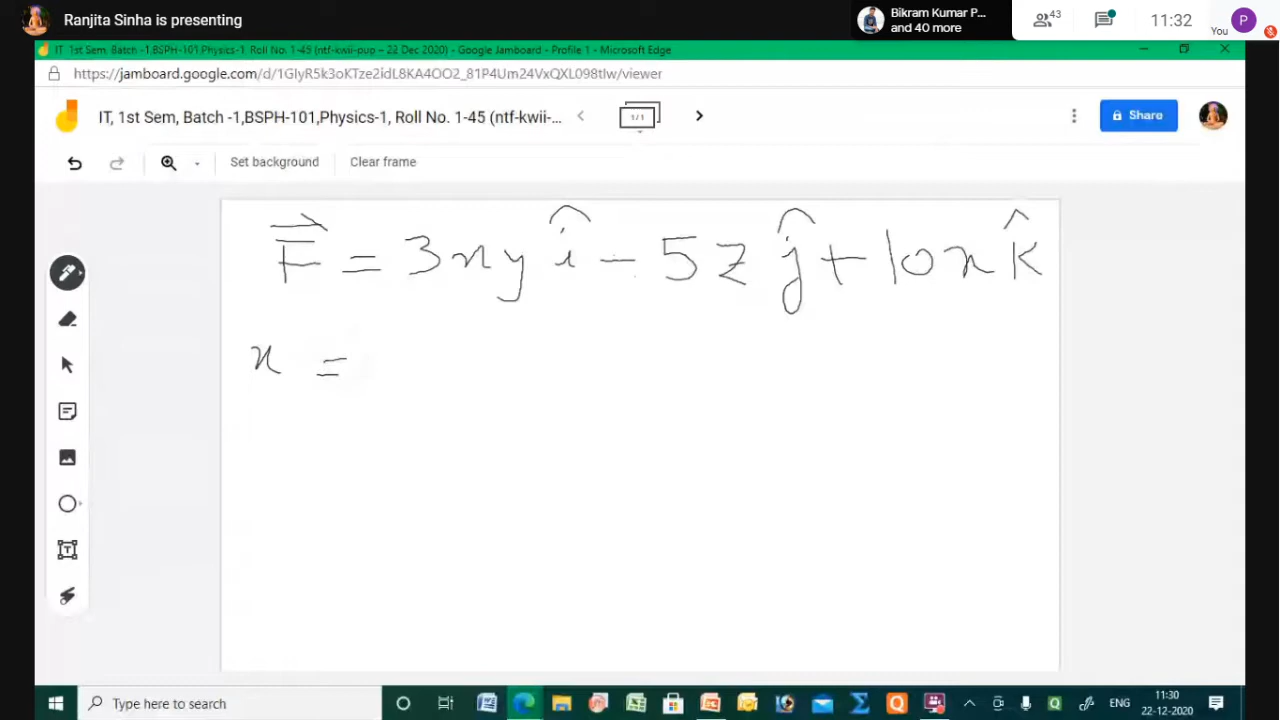 Ranjita Sinha is presenting
Bikram Kumar P...
and 40 more
43
11:32
You
P
IT, 1st Sem, Batch -1,BSPH-101,Physics-1, Roll No. 1-45 (ntf-kwii-puo – 22 Dec 2020) - Google Jamboard - Profile 1 - Microsoft Edge
https://jamboard.google.com/d/1GIyR5k3oKTze2idL8KA4OO2_81P4Um24VxQXL098tIw/viewer
IT, 1st Sem, Batch -1,BSPH-101,Physics-1, Roll No. 1-45 (ntf-kwii-...
1/1
Share
Set background
Clear frame
F⃗ = 3xy î − 5z ĵ + 10x k̂
x =
Type here to search
ENG
11:30
22-12-2020